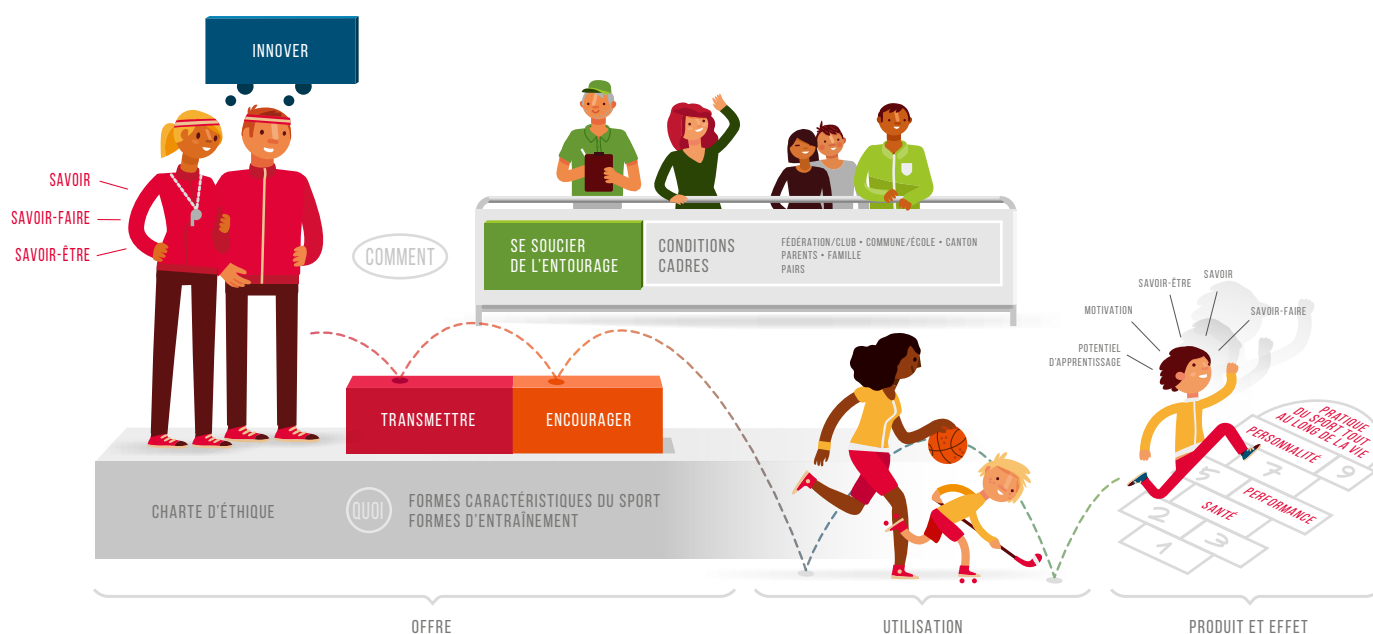 INNOVER
SAVOIR
SAVOIR-FAIRE
SAVOIR-ÊTRE
COMMENT
SE SOUCIER
DE L'ENTOURAGE
CONDITIONS
CADRES
FÉDÉRATION/CLUB • COMMUNE/ÉCOLE • CANTON
PARENTS • FAMILLE
PAIRS
TRANSMETTRE
ENCOURAGER
CHARTE D'ÉTHIQUE
QUOI
FORMES CARACTÉRISTIQUES DU SPORT
FORMES D'ENTRAÎNEMENT
SAVOIR
SAVOIR-ÊTRE
MOTIVATION
SAVOIR-FAIRE
POTENTIEL
D'APPRENTISSAGE
PRATIQUE
DU SPORT TOUT
AU LONG DE LA VIE
PERSONNALITÉ
9
7
5
PERFORMANCE
SANTÉ
2
3
1
OFFRE
UTILISATION
PRODUIT ET EFFET